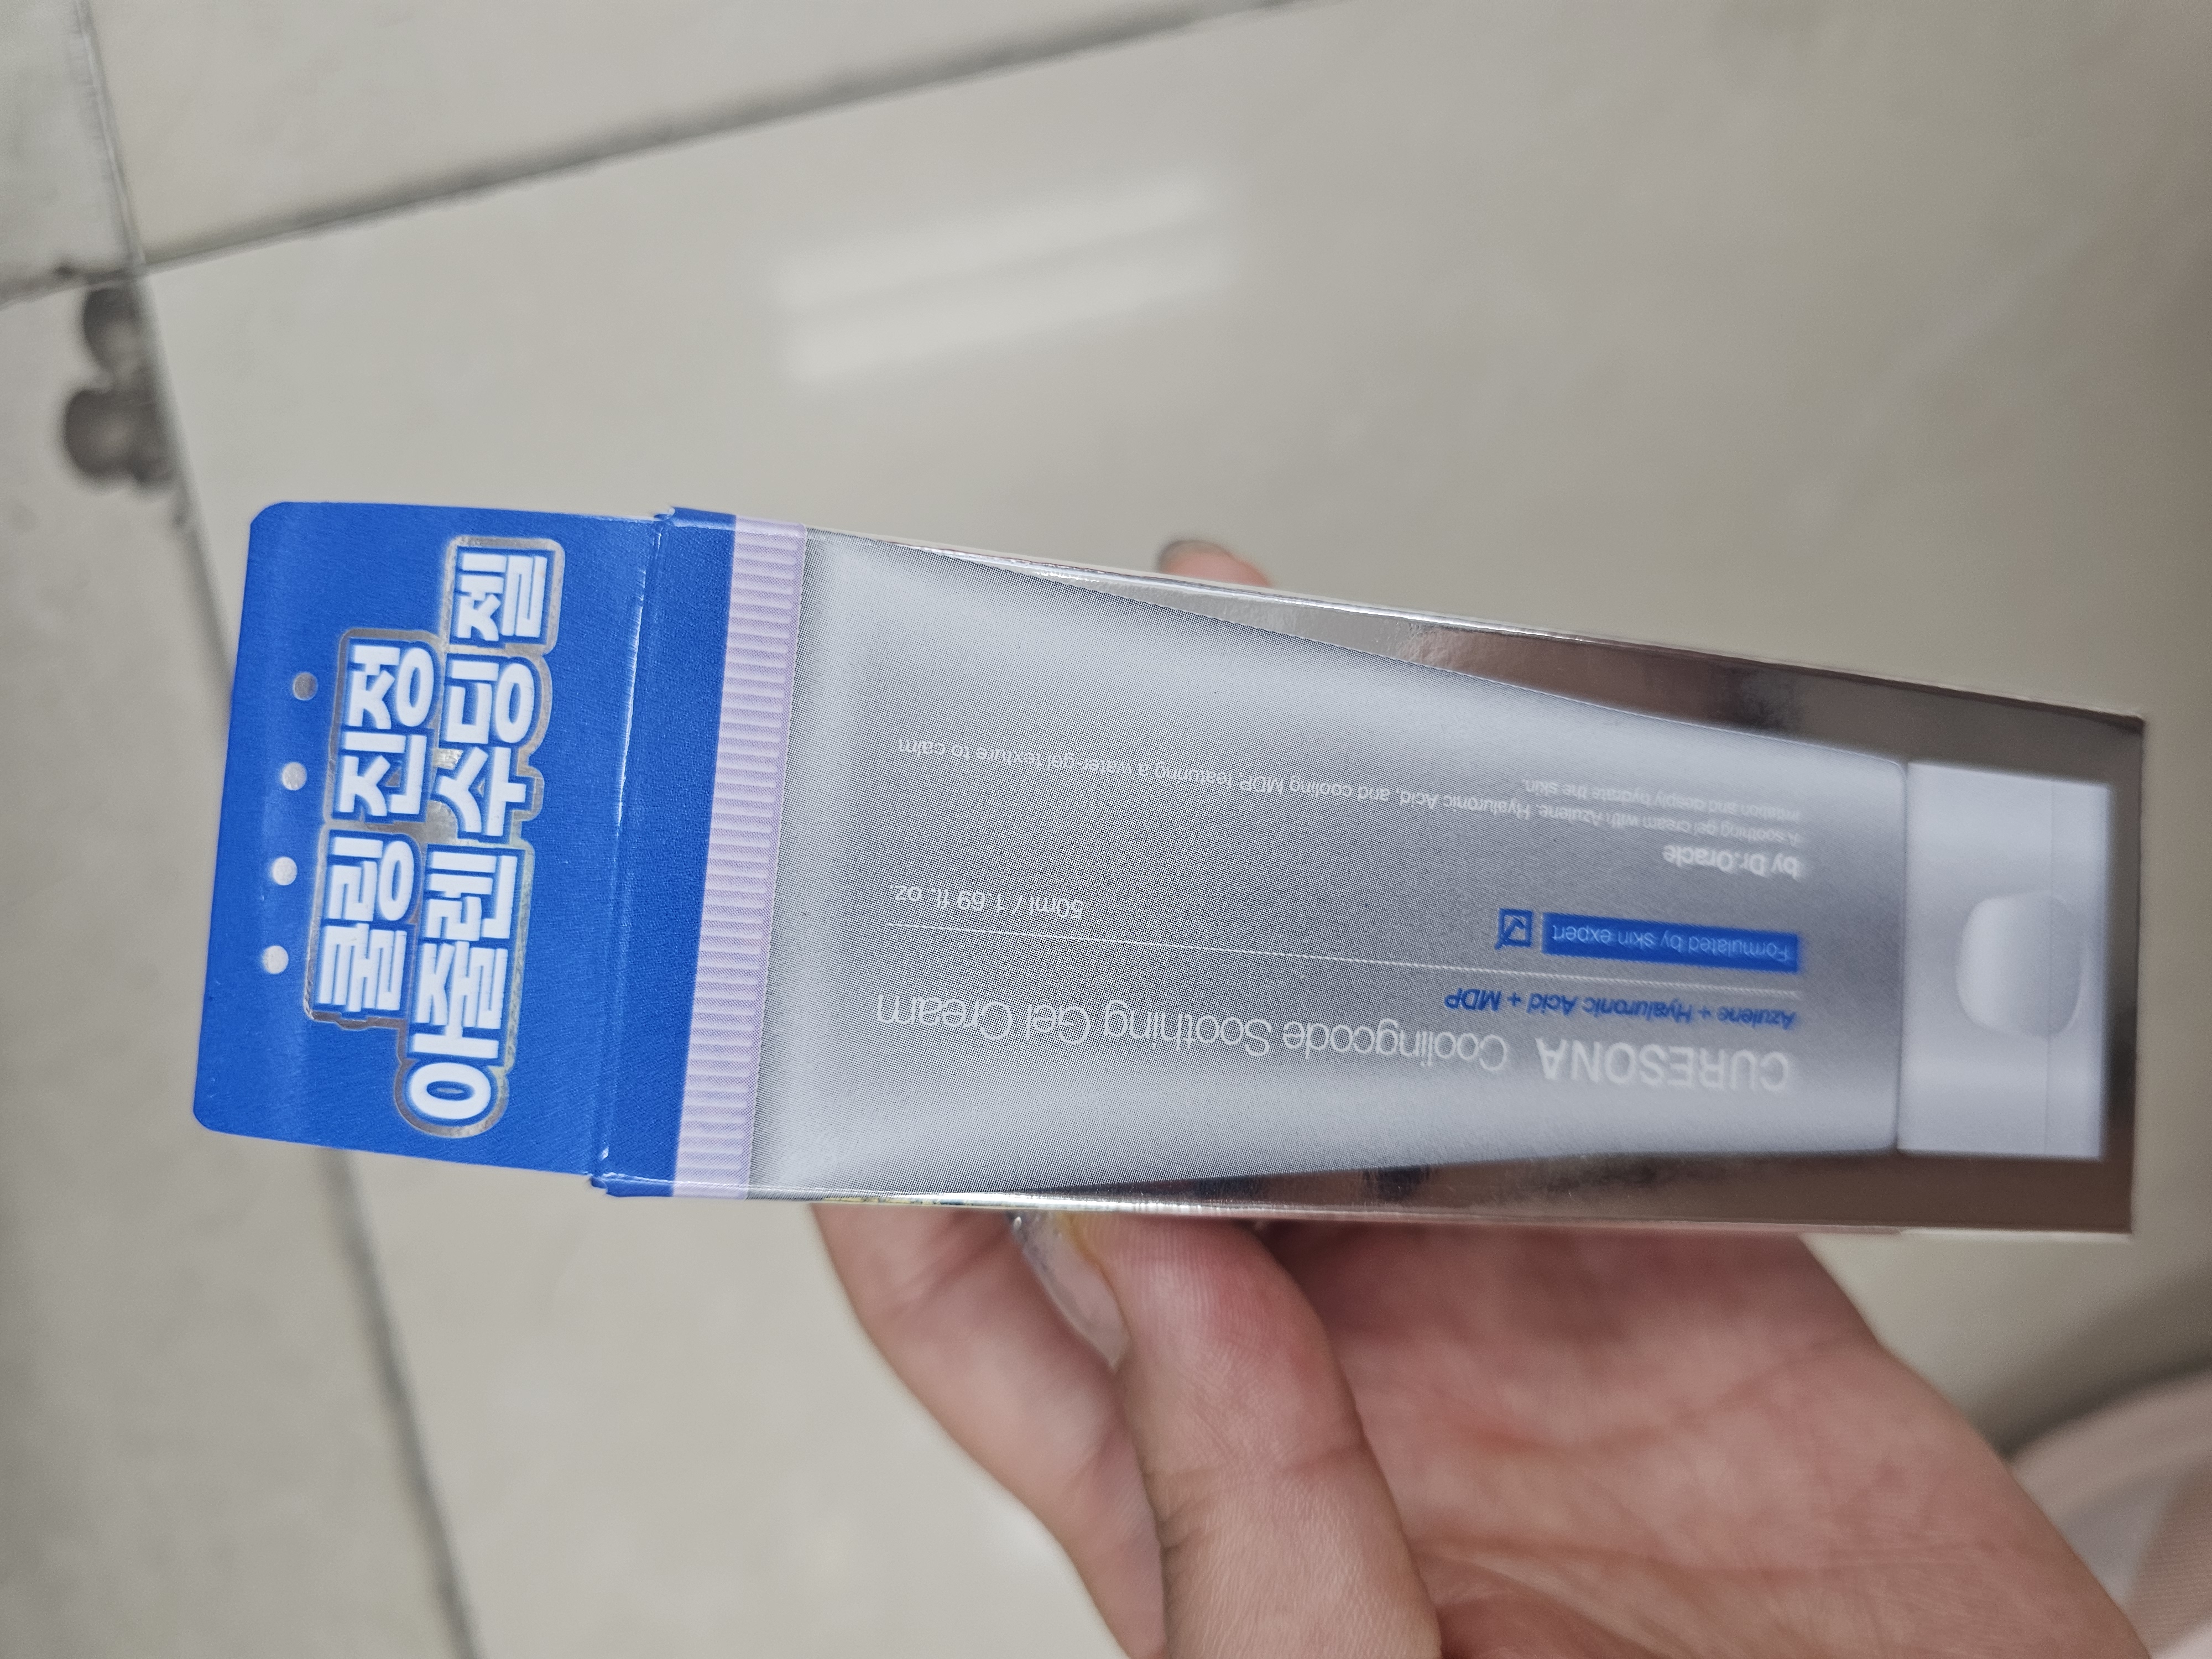 쿨링 진정
아줄렌 수딩 젤
CURESONA Coolingcode Soothing Gel Cream
Azulene + Hyaluronic Acid + MDP
Formulated by skin expert
50ml / 1.69 fl. oz.
by Dr.Oracle
A soothing gel cream with Azulene, Hyaluronic Acid, and cooling MDP, featuring a water-gel texture to calm
irritation and deeply hydrate the skin.